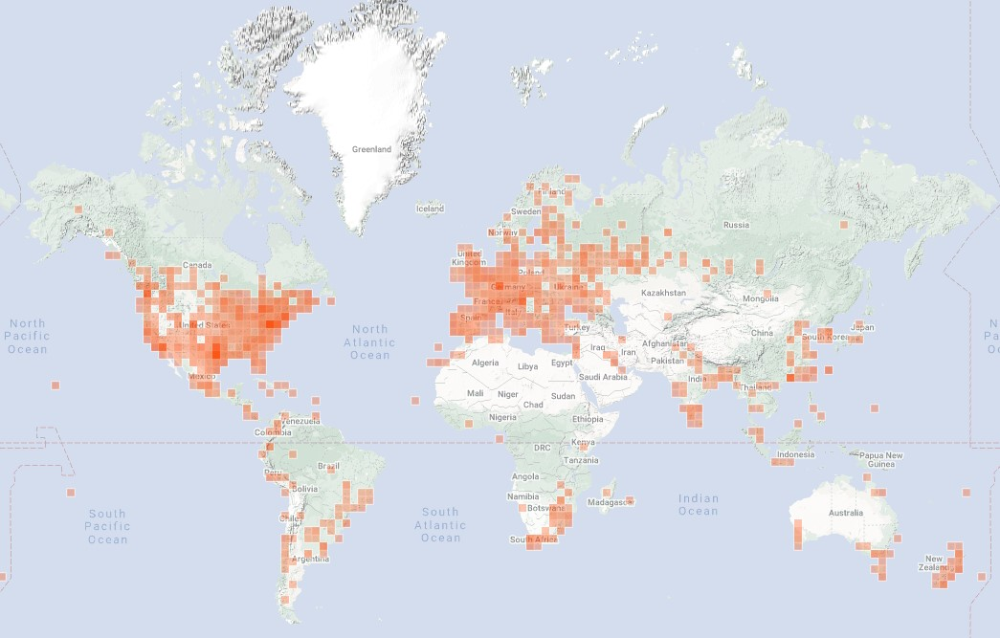 Greenland
Iceland
Finland
Sweden
Norway
Russia
United
Kingdom
Canada
Poland
Germany
Ukraine
France
Kazakhstan
Mongolia
Italy
Spain
North
Pacific
Ocean
United States
North
Atlantic
Ocean
Turkey
China
South Korea
Japan
Iraq
Iran
Afghanistan
Pakistan
Algeria
Libya
Egypt
Saudi Arabia
India
Mexico
Mali
Niger
Sudan
Chad
Thailand
Nigeria
Ethiopia
Venezuela
Colombia
DRC
Kenya
Tanzania
Indonesia
Papua New
Guinea
Peru
Brazil
Bolivia
Angola
Namibia
Botswana
Madagascar
Indian
Ocean
South
Pacific
Ocean
South
Atlantic
Ocean
Chile
Australia
South Africa
Argentina
New
Zealand